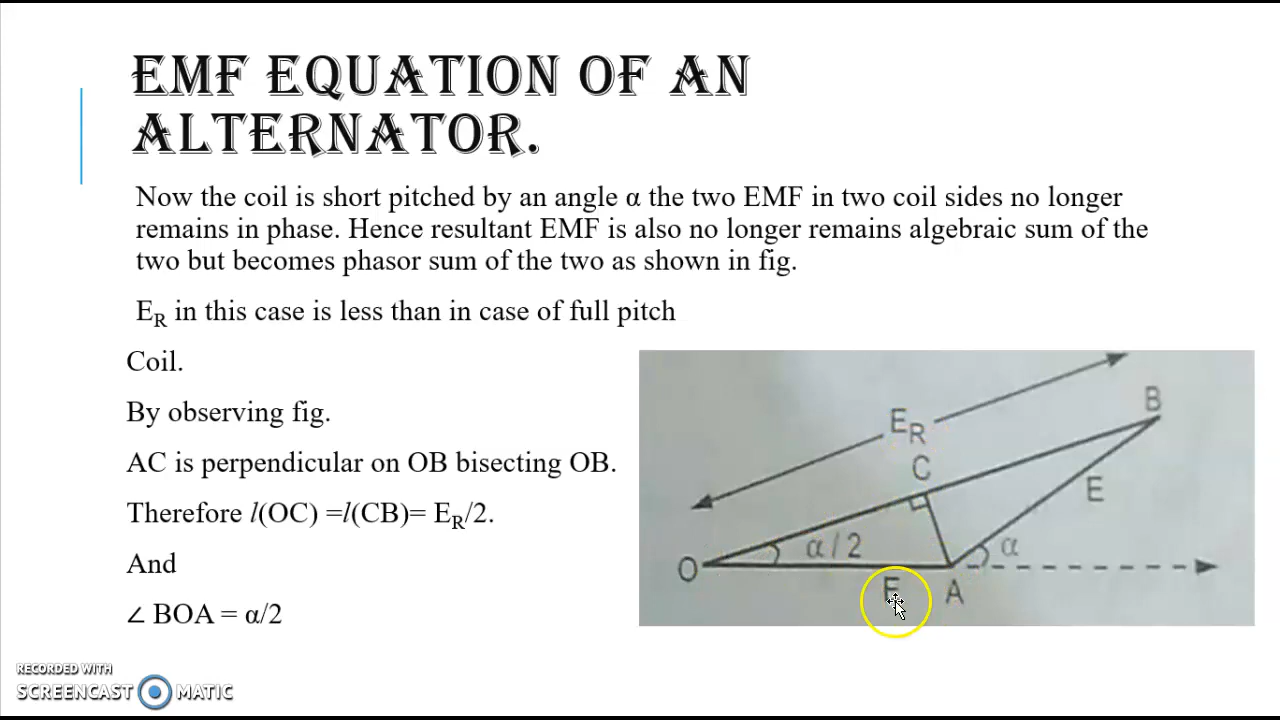 EMF EQUATION OF AN
ALTERNATOR.
Now the coil is short pitched by an angle α the two EMF in two coil sides no longer
remains in phase. Hence resultant EMF is also no longer remains algebraic sum of the
two but becomes phasor sum of the two as shown in fig.
E_R in this case is less than in case of full pitch
Coil.
By observing fig.
AC is perpendicular on OB bisecting OB.
Therefore l(OC) =l(CB)= E_R/2.
And
∠ BOA = α/2
B
E_R
C
E
α/2
α
O
E
A
RECORDED WITH
SCREENCAST MATIC